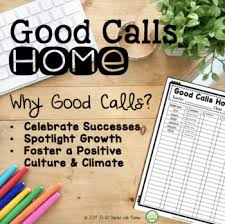 Good Calls
HOME
Why Good Calls?
• Celebrate Successes
• Spotlight Growth
• Foster a Positive
Culture & Climate
Good Calls Ho